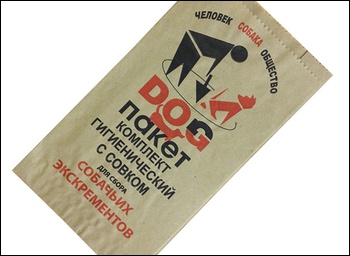 ЧЕЛОВЕК СОБАКА ОБЩЕСТВО
DOG
пакет
КОМПЛЕКТ
ГИГИЕНИЧЕСКИЙ
С СОВКОМ
ДЛЯ СБОРА
СОБАЧЬИХ
ЭКСКРЕМЕНТОВ